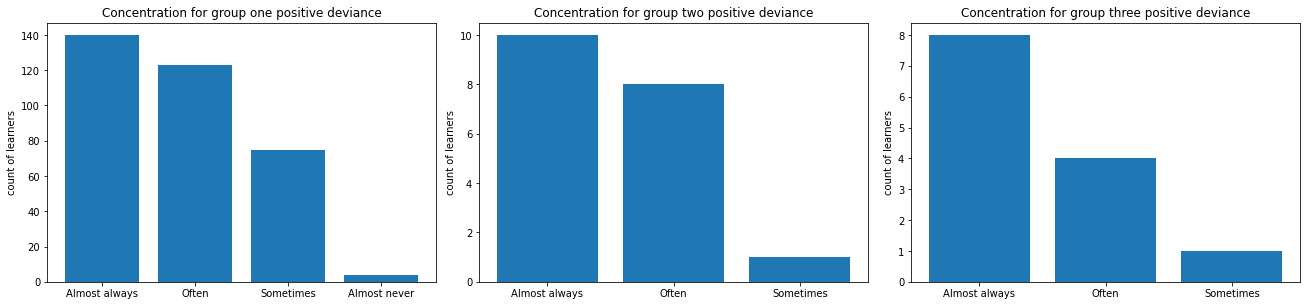 Concentration for group one positive deviance
count of learners
140
120
100
80
60
40
20
0
Almost always
Often
Sometimes
Almost never
Concentration for group two positive deviance
count of learners
10
8
6
4
2
0
Almost always
Often
Sometimes
Concentration for group three positive deviance
count of learners
8
7
6
5
4
3
2
1
0
Almost always
Often
Sometimes